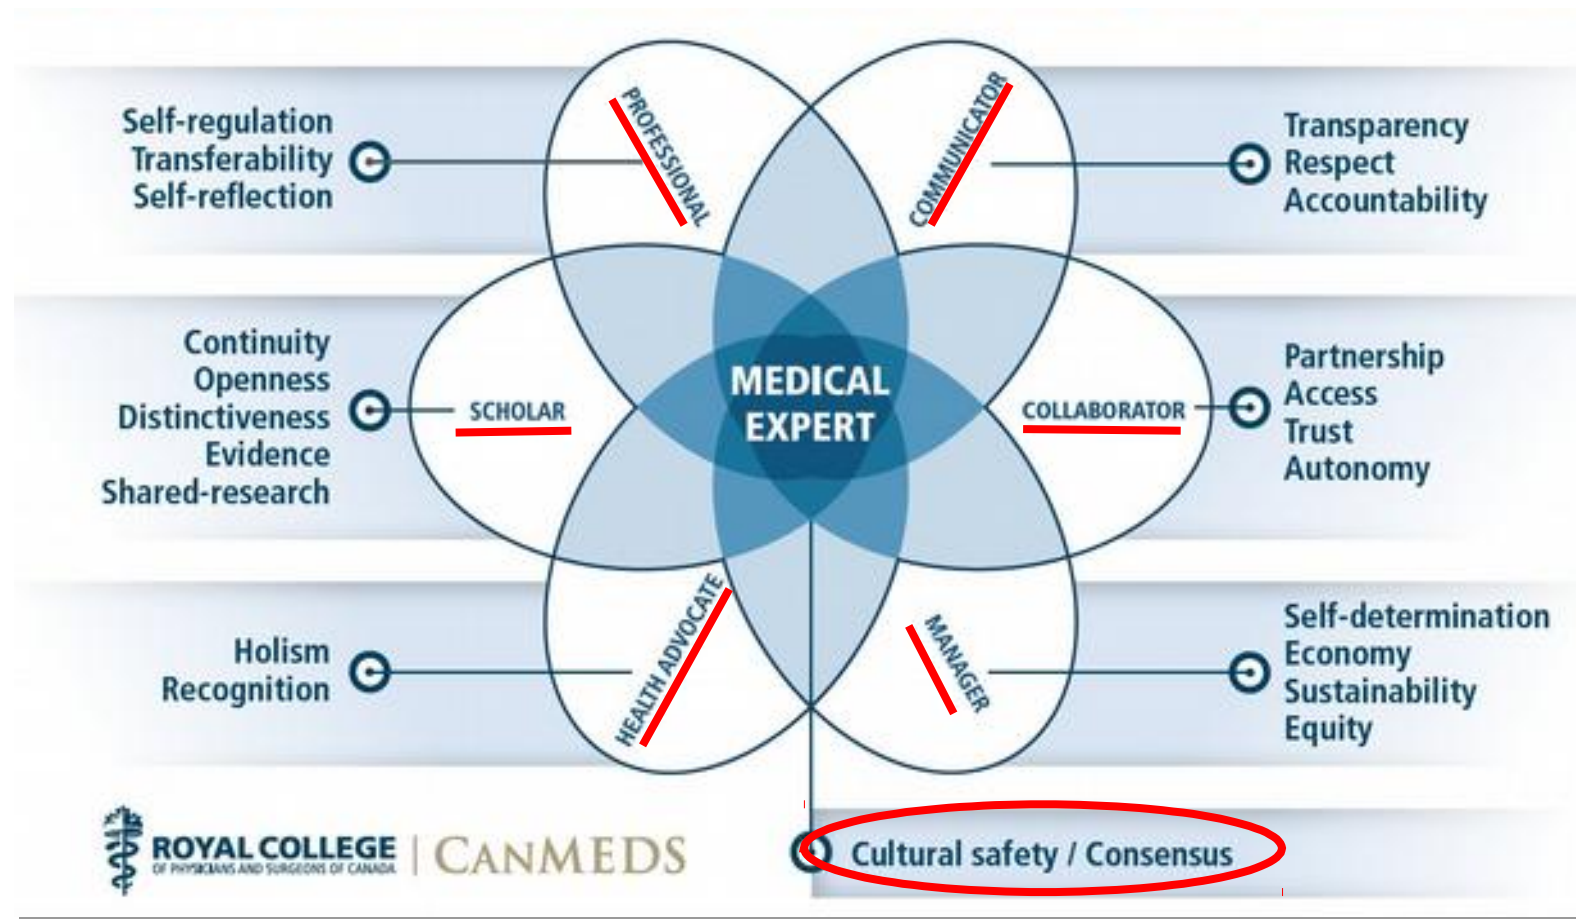 Self-regulation
Transferability
Self-reflection
PROFESSIONAL
COMMUNICATOR
Transparency
Respect
Accountability
Continuity
Openness
Distinctiveness
Evidence
Shared-research
SCHOLAR
MEDICAL
EXPERT
COLLABORATOR
Partnership
Access
Trust
Autonomy
Holism
Recognition
HEALTH ADVOCATE
MANAGER
Self-determination
Economy
Sustainability
Equity
ROYAL COLLEGE
OF PHYSICIANS AND SURGEONS OF CANADA
CANMEDS
Cultural safety / Consensus